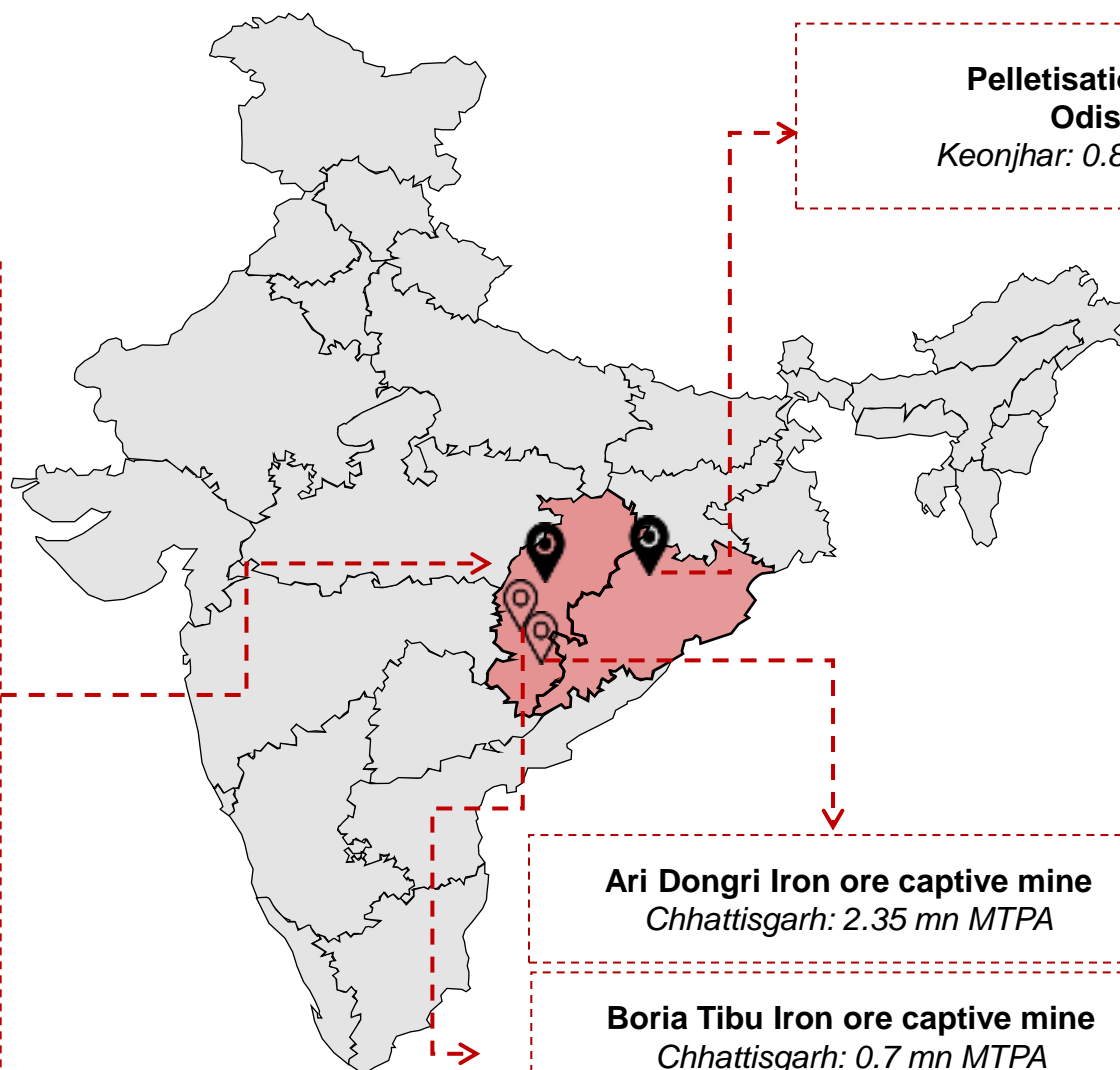 Pelletisatio
Odis
Keonjhar: 0.8
Ari Dongri Iron ore captive mine
Chhattisgarh: 2.35 mn MTPA
Boria Tibu Iron ore captive mine
Chhattisgarh: 0.7 mn MTPA